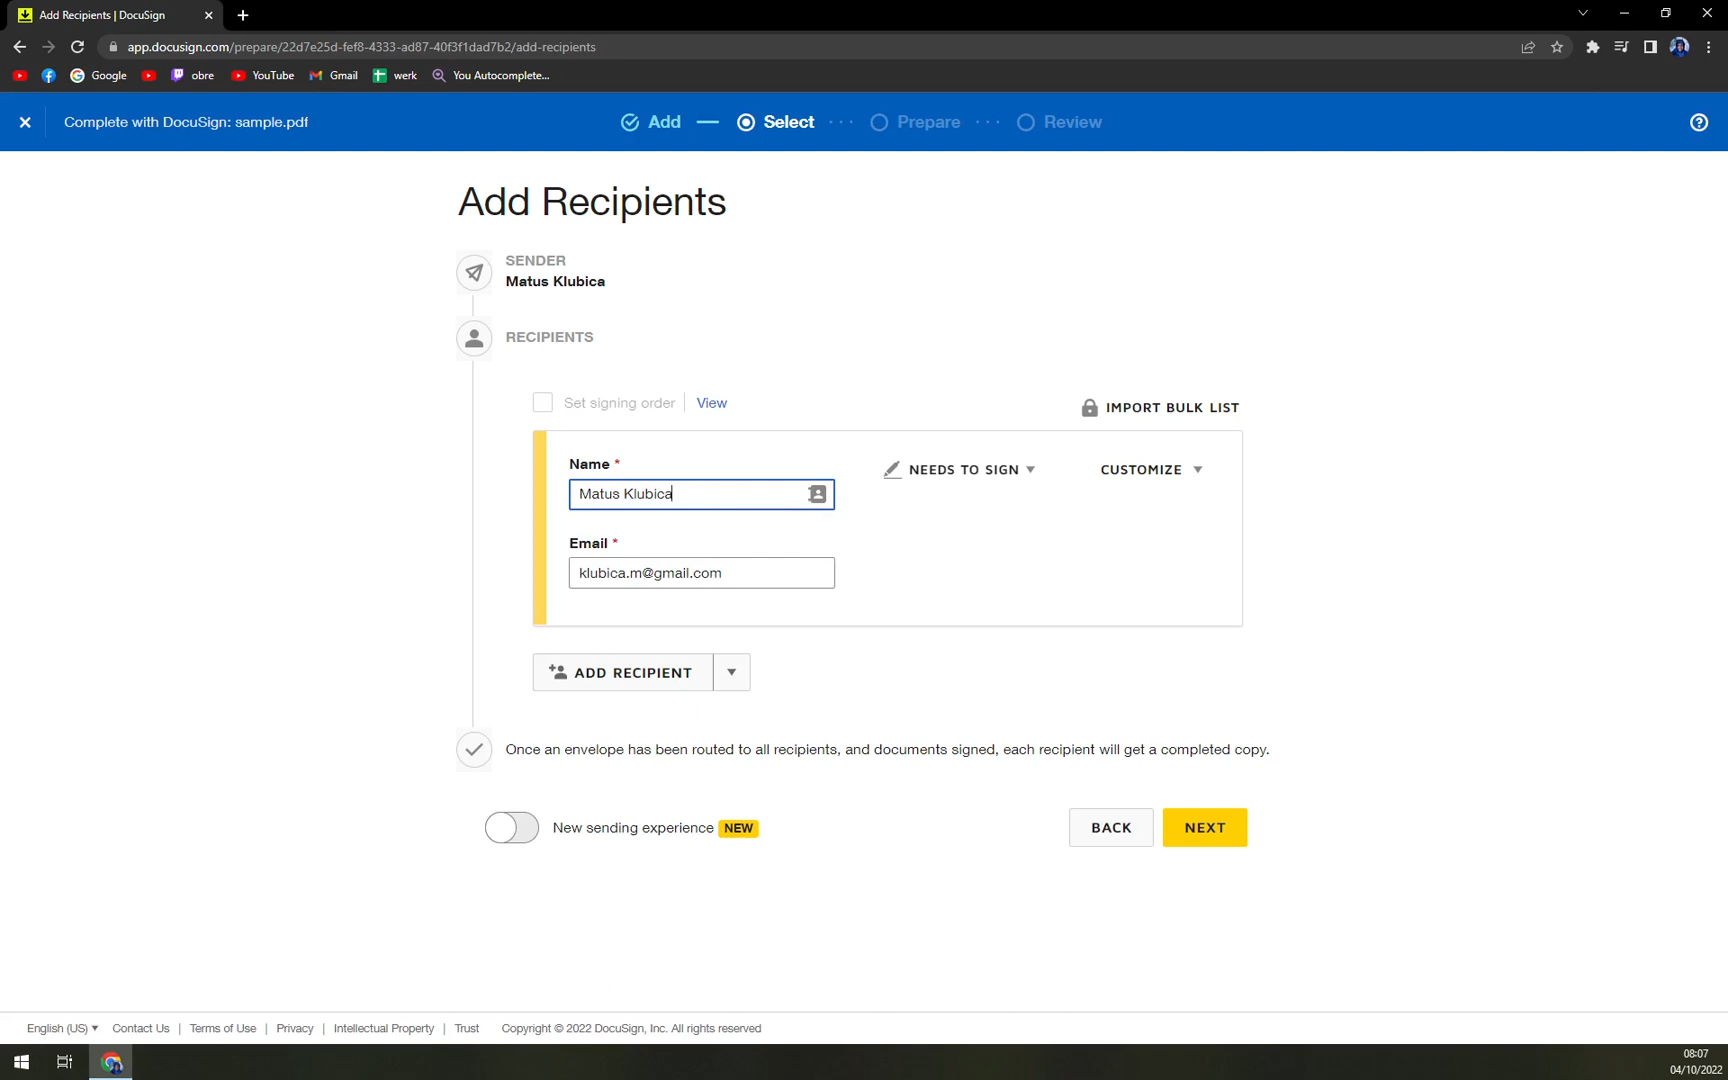 Add Recipients | DocuSign
app.docusign.com/prepare/22d7e25d-fef8-4333-ad87-40f3f1dad7b2/add-recipients
Google obre YouTube Gmail werk You Autocomplete...
Complete with DocuSign: sample.pdf
Add Select Prepare Review
Add Recipients
SENDER
Matus Klubica
RECIPIENTS
Set signing order View
IMPORT BULK LIST
Name *
NEEDS TO SIGN
CUSTOMIZE
Matus Klubica
Email *
klubica.m@gmail.com
ADD RECIPIENT
Once an envelope has been routed to all recipients, and documents signed, each recipient will get a completed copy.
New sending experience NEW
BACK
NEXT
English (US) Contact Us | Terms of Use | Privacy | Intellectual Property | Trust Copyright © 2022 DocuSign, Inc. All rights reserved
08:07
04/10/2022